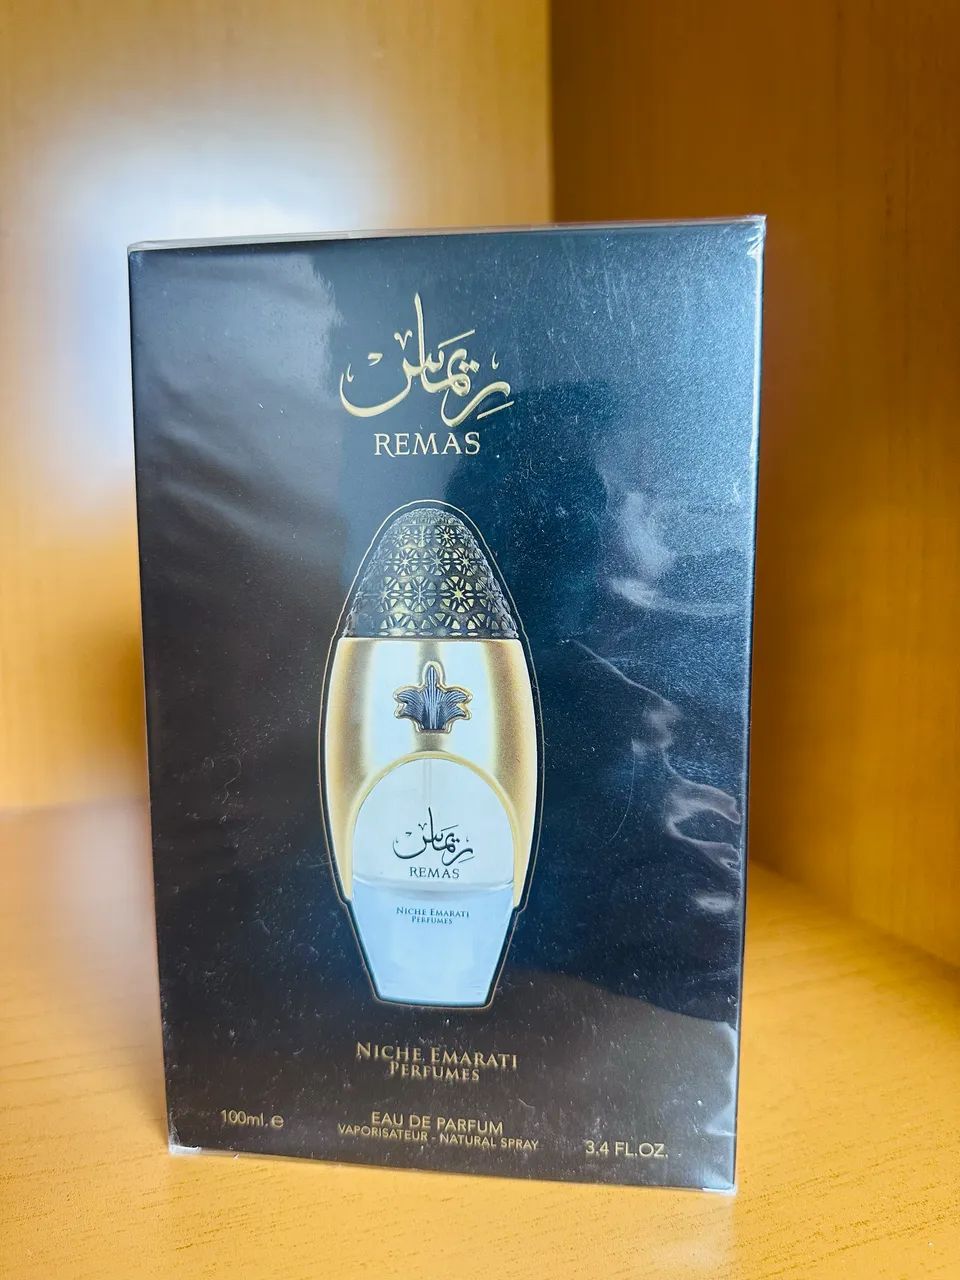 ريماس
REMAS
ريماس
REMAS
NICHE EMARATI
PERFUMES
NICHE EMARATI
PERFUMES
100ml. e
EAU DE PARFUM
VAPORISATEUR - NATURAL SPRAY
3.4 FL.OZ.